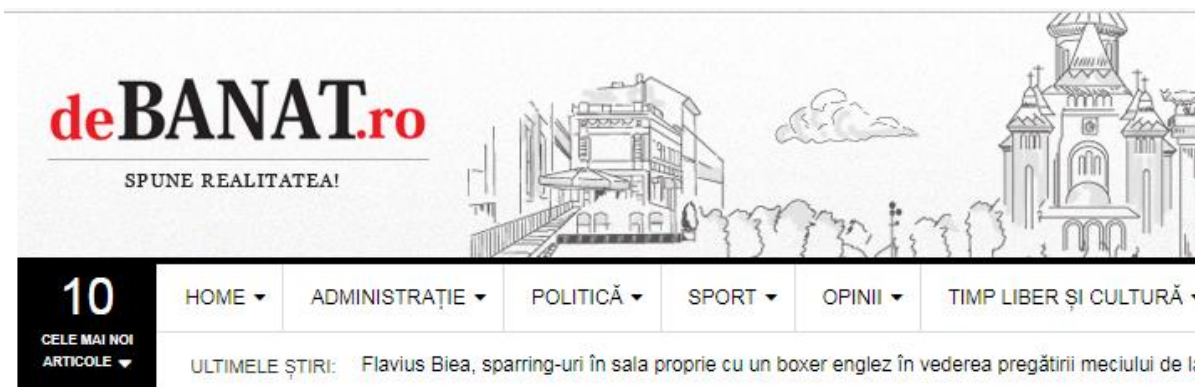 deBANAT.ro
SPUNE REALITATEA!
10
CELE MAI NOI
ARTICOLE
HOME ADMINISTRAȚIE POLITICĂ SPORT OPINII TIMP LIBER ȘI CULTURĂ
ULTIMELE ȘTIRI: Flavius Biea, sparring-uri în sala proprie cu un boxer englez în vederea pregătirii meciului de